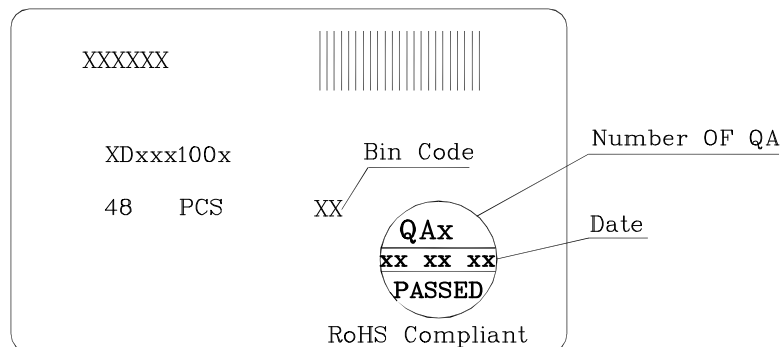 XXXXXX
XDxxx100x
Bin Code
Number OF QA
48 PCS
XX
QAx
Date
xx xx xx
PASSED
RoHS Compliant